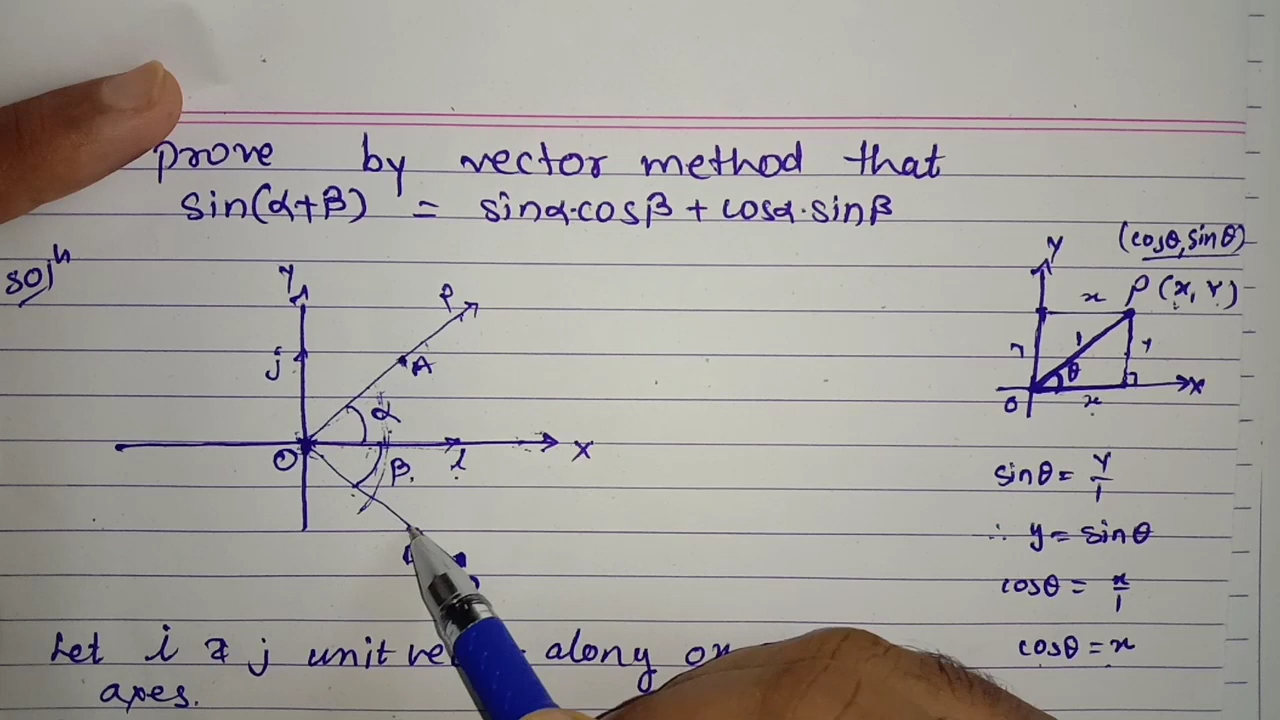 prove by vector method that
sin(α+β) = sinα·cosβ + cosα·sinβ
soln
Y
P
j
A
α
O
β
i
X
(cosθ, sinθ)
Y
x
P (X, Y)
y
1
y
θ
O
x
X
sinθ = Y/1
∴ y = sinθ
cosθ = x/1
cosθ = x
Let i & j unit along ox
axes.